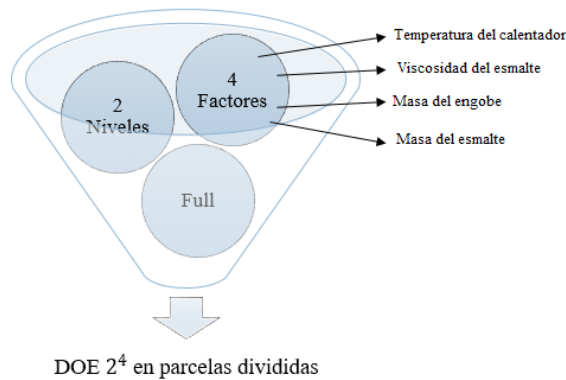 2
Niveles
4
Factores
Full
Temperatura del calentador
Viscosidad del esmalte
Masa del engobe
Masa del esmalte
DOE 2⁴ en parcelas divididas